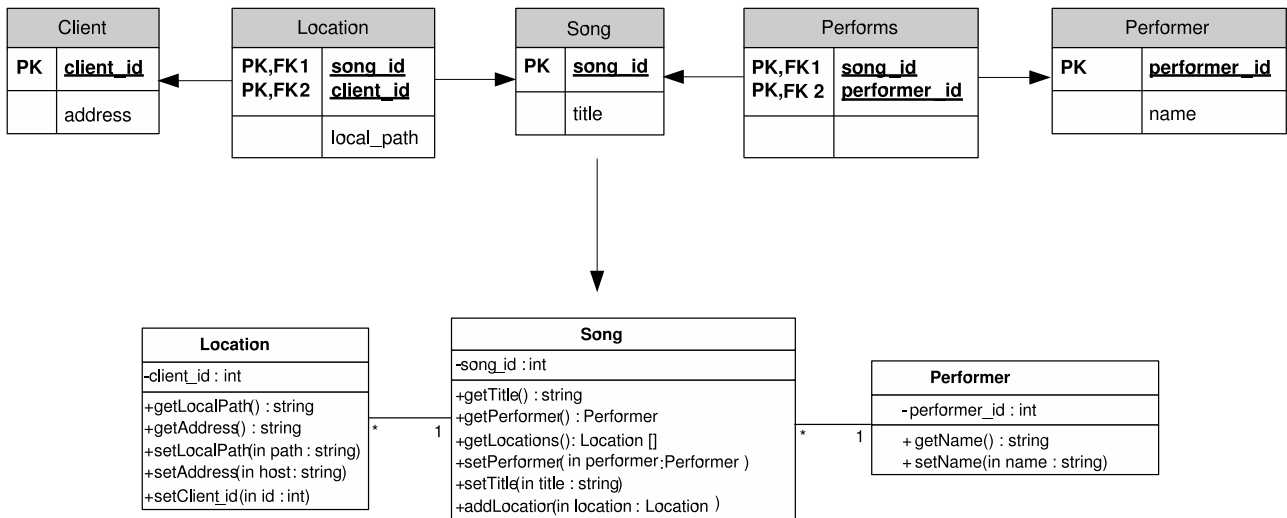 Client
PK client_id
address
Location
PK,FK1 song_id
PK,FK2 client_id
local_path
Song
PK song_id
title
Performs
PK,FK1 song_id
PK,FK 2 performer_id
Performer
PK performer_id
name
Location
-client_id : int
+getLocalPath() : string
+getAddress() : string
+setLocalPath(in path : string)
+setAddress(in host : string)
+setClient_id(in id : int)
* 1
Song
-song_id : int
+getTitle() : string
+getPerformer() : Performer
+getLocations(): Location []
+setPerformer( in performer:Performer )
+setTitle(in title : string)
+addLocation(in location : Location )
* 1
Performer
-performer_id : int
+getName() : string
+setName(in name : string)